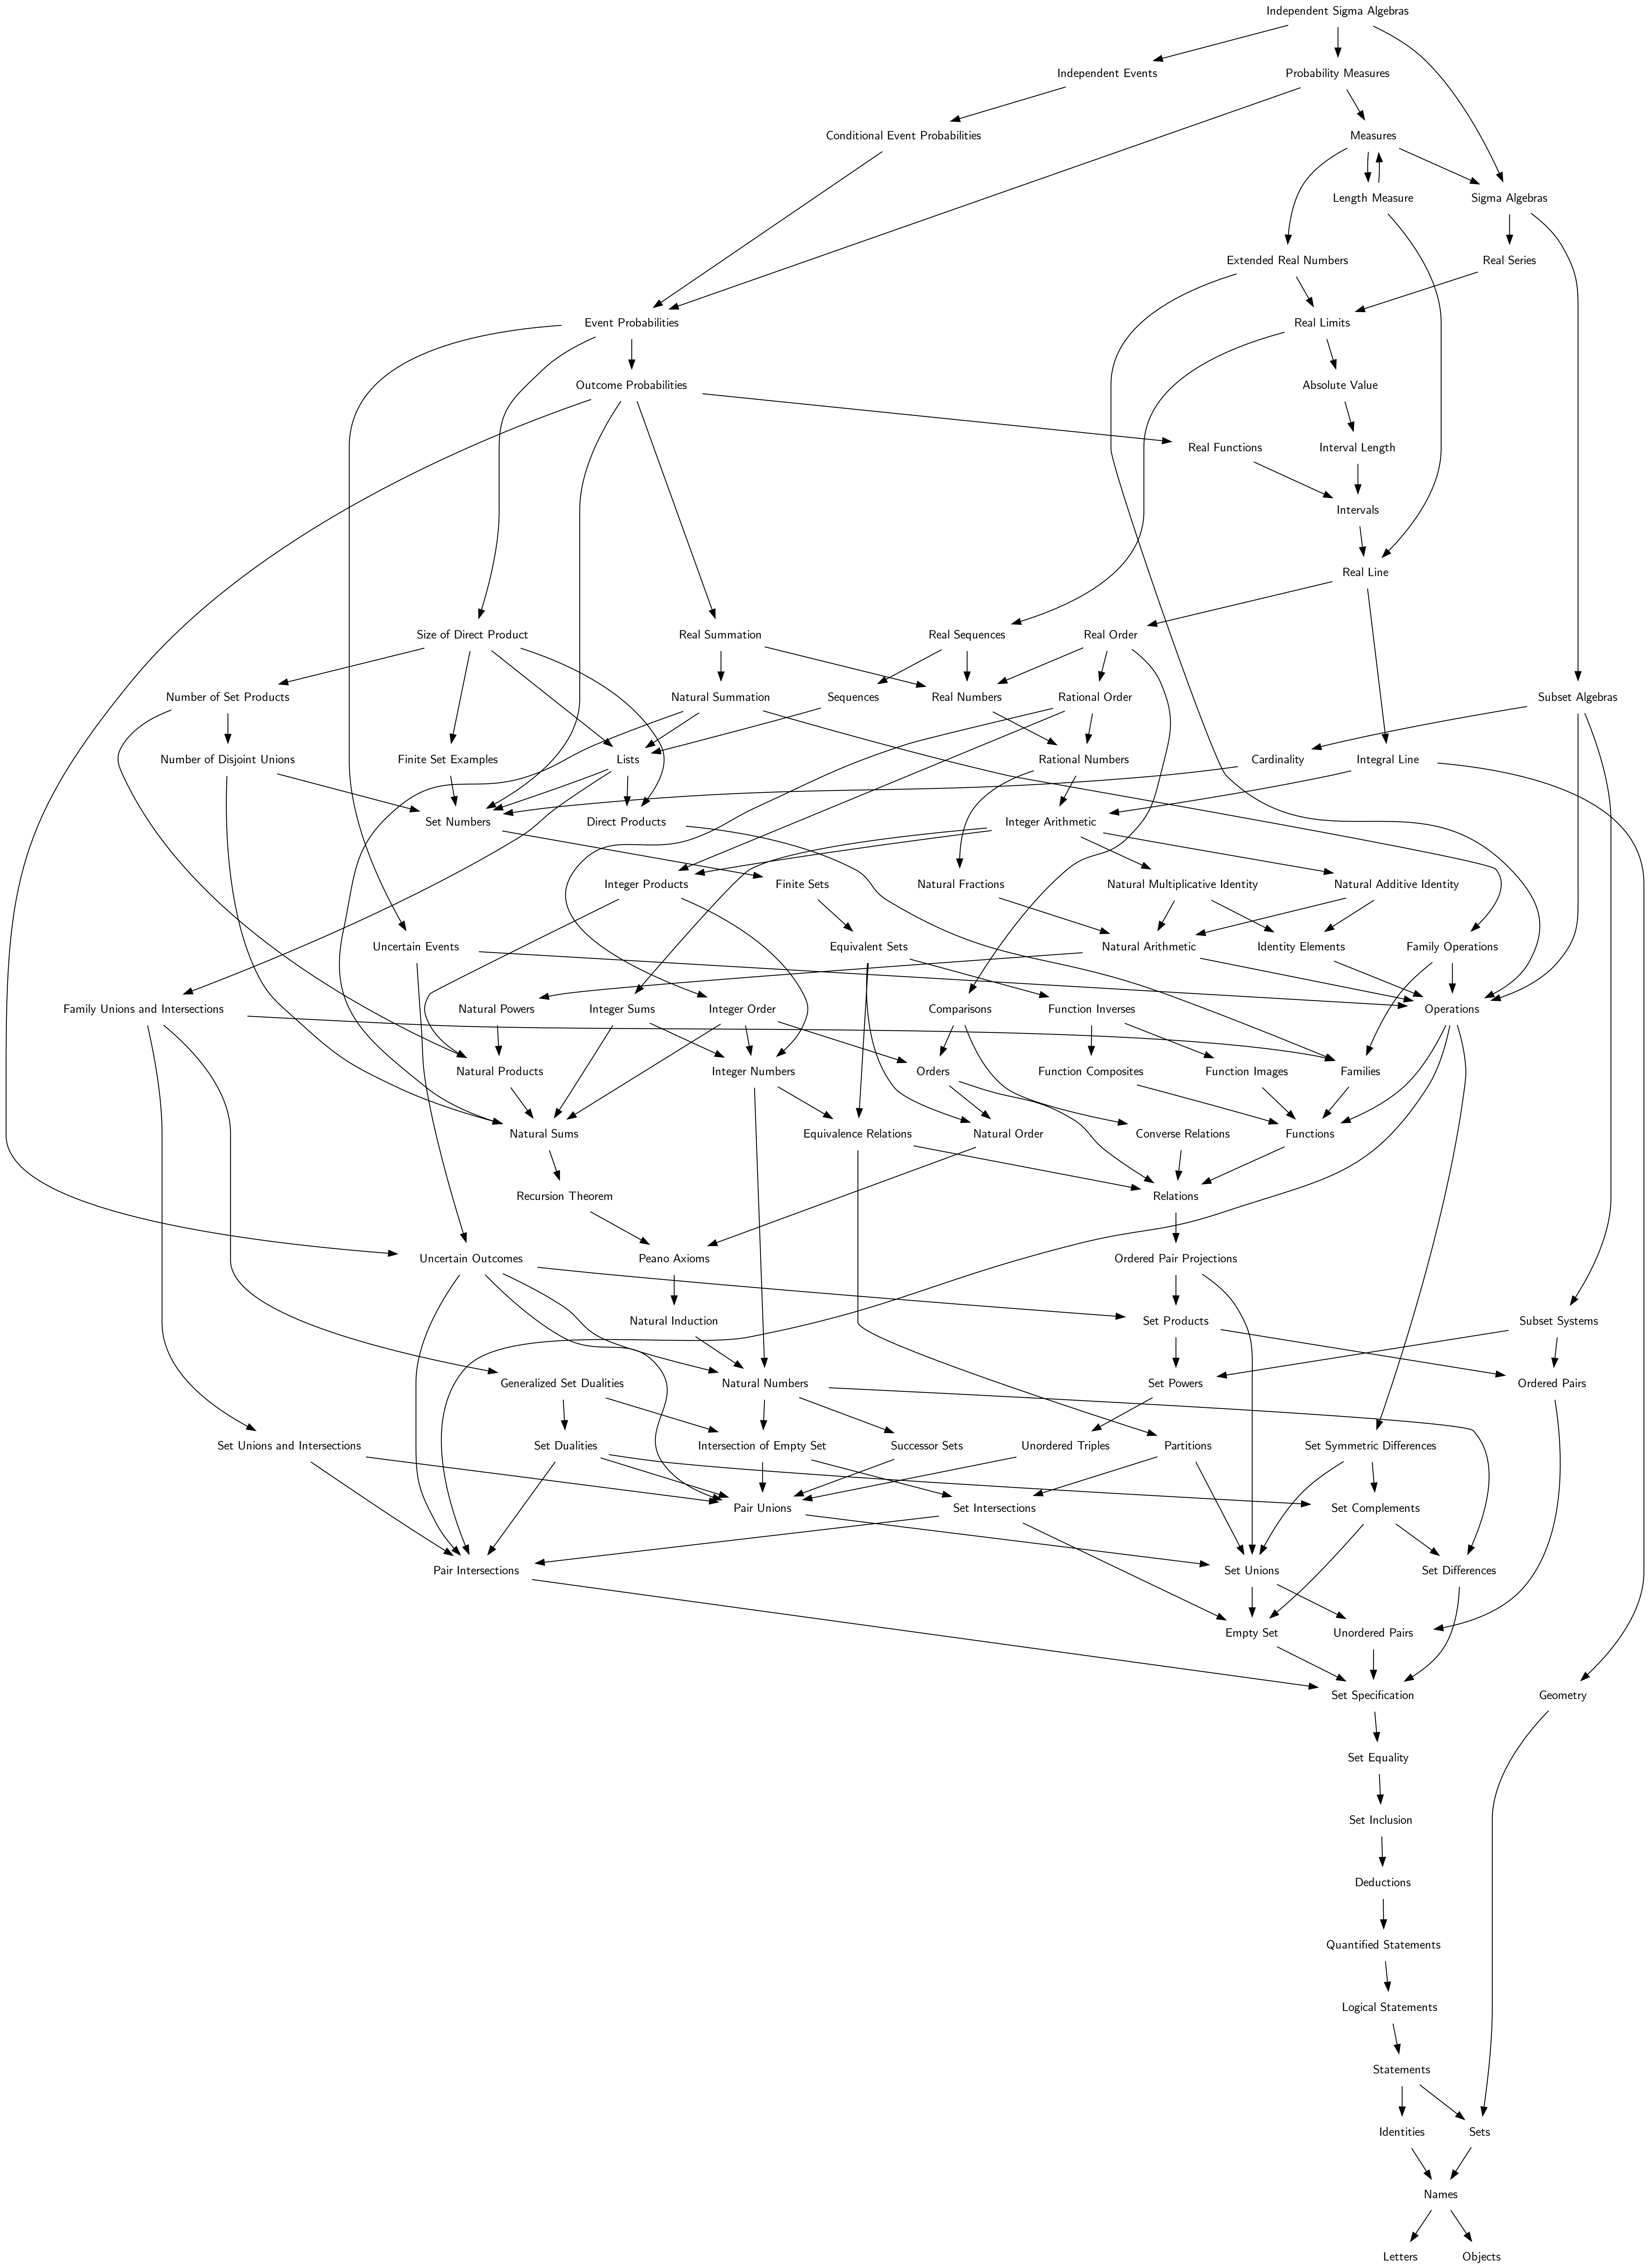 Independent Sigma Algebras
Independent Events
Probability Measures
Conditional Event Probabilities
Measures
Length Measure
Sigma Algebras
Extended Real Numbers
Real Series
Event Probabilities
Real Limits
Outcome Probabilities
Absolute Value
Real Functions
Interval Length
Intervals
Real Line
Size of Direct Product
Real Summation
Real Sequences
Real Order
Number of Set Products
Natural Summation
Sequences
Real Numbers
Rational Order
Subset Algebras
Number of Disjoint Unions
Finite Set Examples
Lists
Rational Numbers
Cardinality
Integral Line
Set Numbers
Direct Products
Integer Arithmetic
Integer Products
Finite Sets
Natural Fractions
Natural Multiplicative Identity
Natural Additive Identity
Uncertain Events
Equivalent Sets
Natural Arithmetic
Identity Elements
Family Operations
Family Unions and Intersections
Natural Powers
Integer Sums
Integer Order
Comparisons
Function Inverses
Operations
Natural Products
Integer Numbers
Orders
Function Composites
Function Images
Families
Natural Sums
Equivalence Relations
Natural Order
Converse Relations
Functions
Recursion Theorem
Relations
Uncertain Outcomes
Peano Axioms
Ordered Pair Projections
Natural Induction
Set Products
Subset Systems
Generalized Set Dualities
Natural Numbers
Set Powers
Ordered Pairs
Set Unions and Intersections
Set Dualities
Intersection of Empty Set
Successor Sets
Unordered Triples
Partitions
Set Symmetric Differences
Pair Unions
Set Intersections
Set Complements
Pair Intersections
Set Unions
Set Differences
Empty Set
Unordered Pairs
Set Specification
Geometry
Set Equality
Set Inclusion
Deductions
Quantified Statements
Logical Statements
Statements
Identities
Sets
Names
Letters
Objects